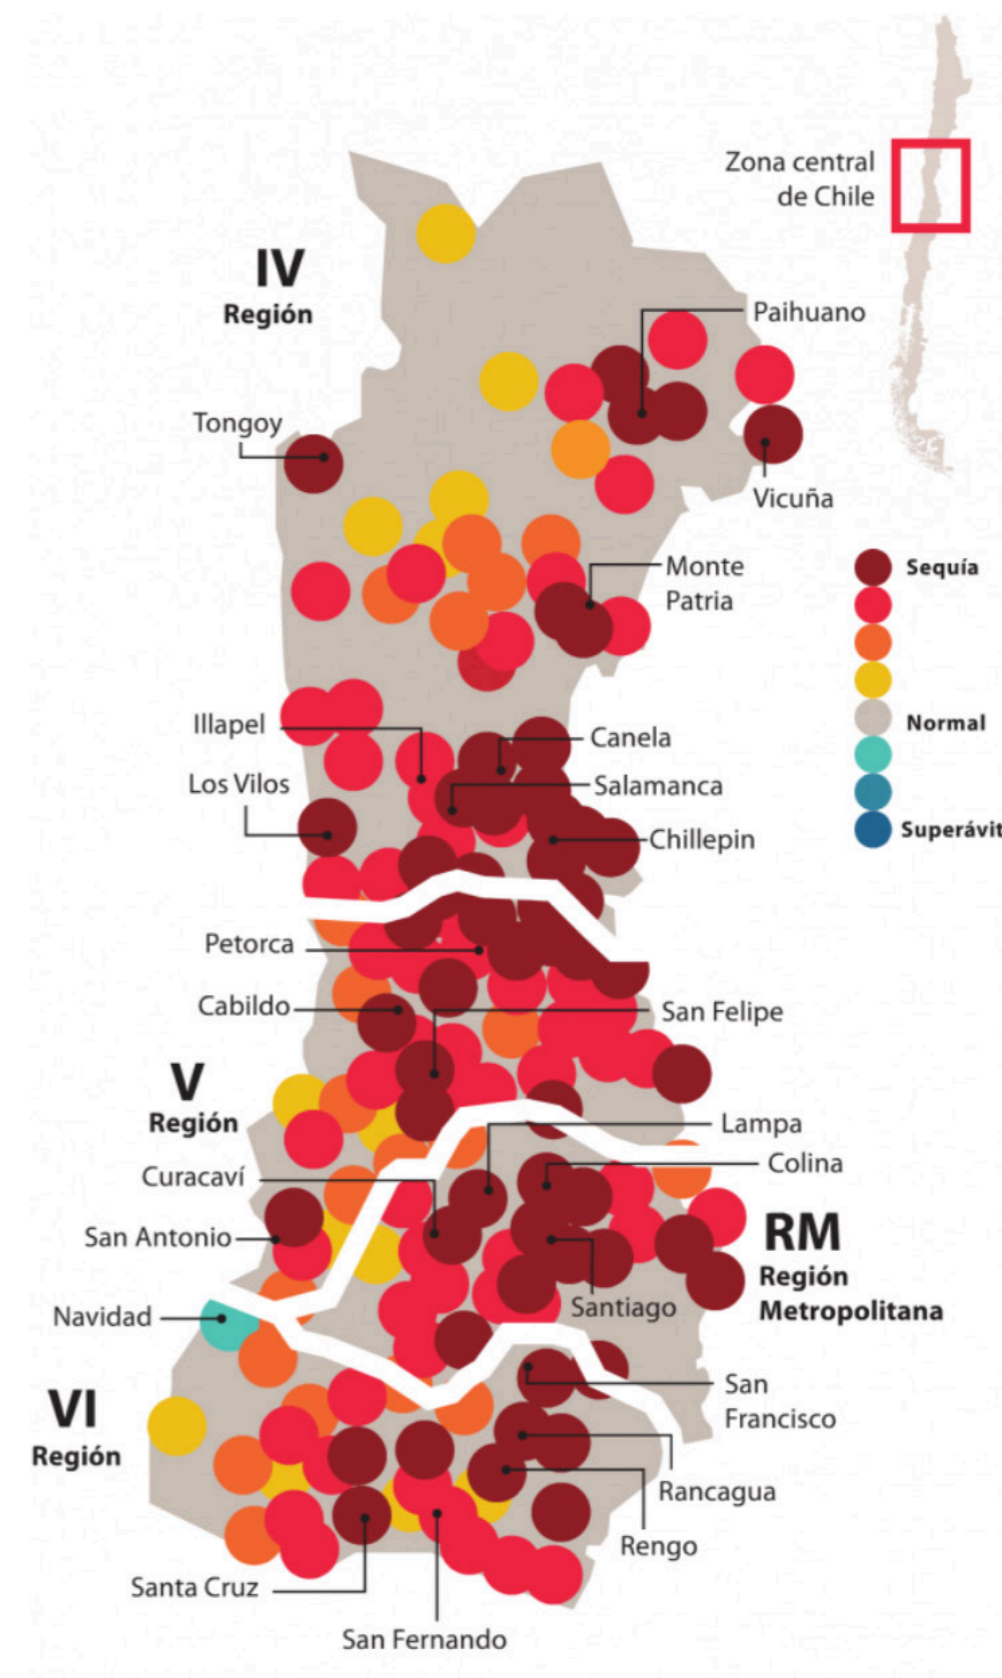 Zona central
de Chile
IV
Región
Paihuano
Tongoy
Vicuña
Monte
Patria
Sequía
Normal
Superávit
Illapel
Canela
Los Vilos
Salamanca
Chillepin
Petorca
Cabildo
San Felipe
V
Región
Lampa
Colina
Curacaví
San Antonio
RM
Región
Metropolitana
Santiago
Navidad
VI
Región
San
Francisco
Rancagua
Rengo
Santa Cruz
San Fernando